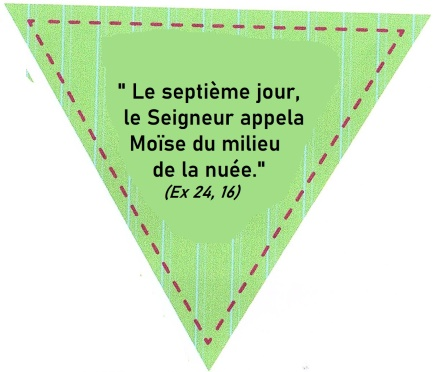 " Le septième jour,
le Seigneur appela
Moïse du milieu
de la nuée."
(Ex 24, 16)